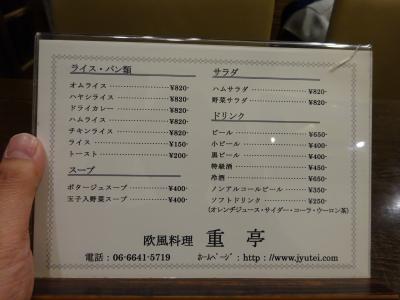 ライス・パン類
オムライス ¥820-
ハヤシライス ¥820-
ドライカレー ¥820-
ハムライス ¥820-
チキンライス ¥820-
ライス ¥150-
トースト ¥200-
スープ
ポタージュスープ ¥400-
玉子入野菜スープ ¥400-
サラダ
ハムサラダ ¥820-
野菜サラダ ¥820-
ドリンク
ビール ¥650-
小ビール ¥400-
黒ビール ¥400-
特級酒 ¥450-
冷酒 ¥650-
ノンアルコールビール ¥350-
ソフトドリンク ¥250-
(オレンヂジュース・サイダー・コーラ・ウーロン茶)
欧風料理 重亭
電話：06-6641-5719 ホームページ：http://www.jyutei.com